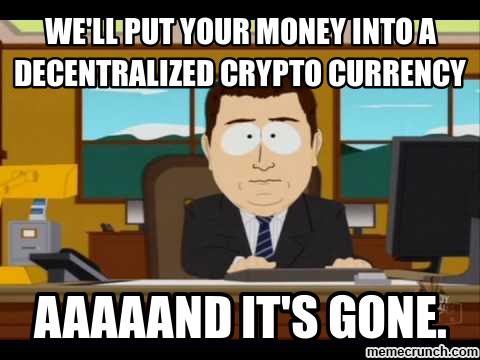 WE'LL PUT YOUR MONEY INTO A
DECENTRALIZED CRYPTO CURRENCY
AAAAAND IT'S GONE.
memecrunch.com